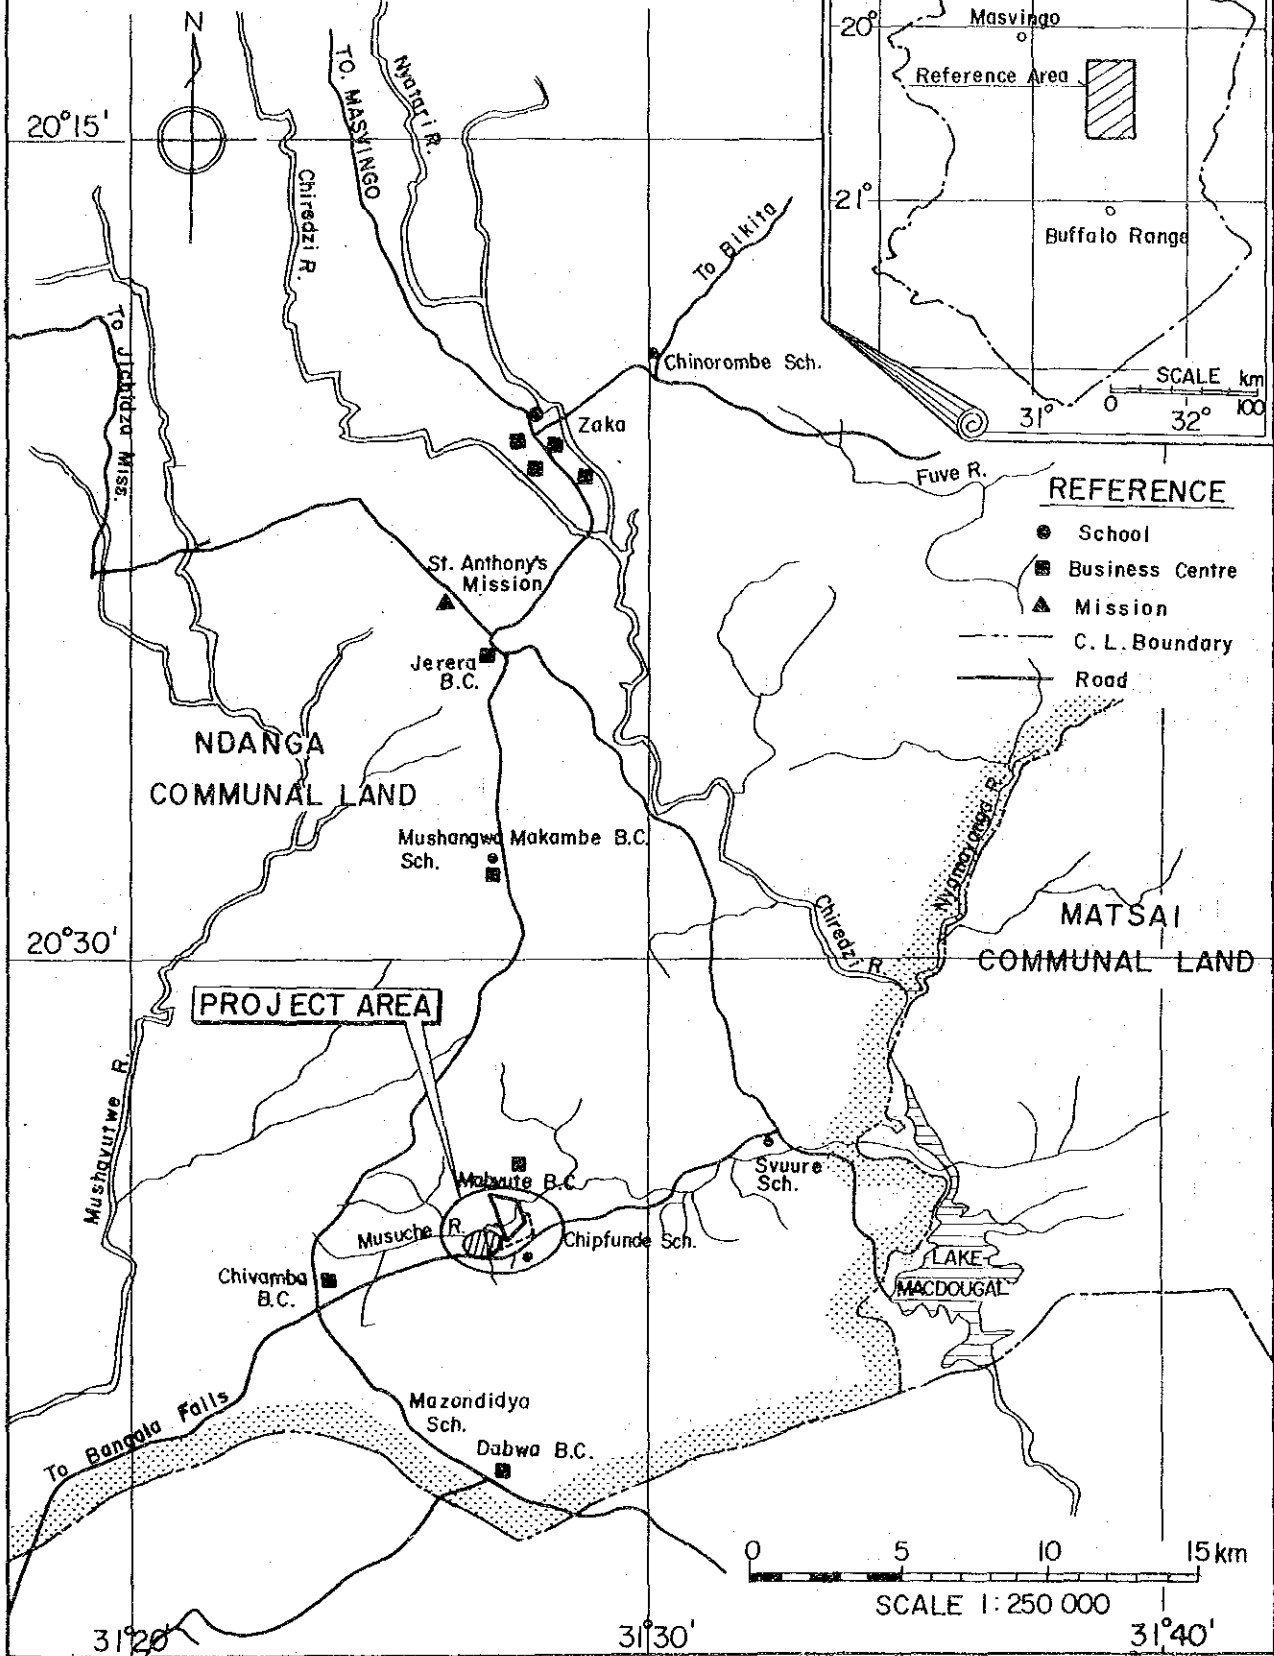 N
20°
Masvingo
Reference Area
21°
Buffalo Range
SCALE km
0 100
31° 32°
20°15'
TO. MASVINGO
Nyatari R.
Chiredzi R.
To Bikita
To Jichidza Miss.
Chinorombe Sch.
Zaka
Fuve R.
REFERENCE
School
Business Centre
Mission
C. L. Boundary
Road
St. Anthony's
Mission
Jerera
B.C.
NDANGA
COMMUNAL LAND
Mushangwa Makambe B.C.
Sch.
Nygmayanga R.
Chiredzi R.
MATSAI
COMMUNAL LAND
20°30'
PROJECT AREA
Mushavutwe R.
Svuure
Sch.
Mabvute B.C.
Musuche R.
Chipfunde Sch.
Chivamba
B.C.
LAKE
MACDOUGAL
Mazondidya
Sch.
Dabwa B.C.
To Bangala Falls
0 5 10 15 km
SCALE 1:250 000
31°20' 31°30' 31°40'